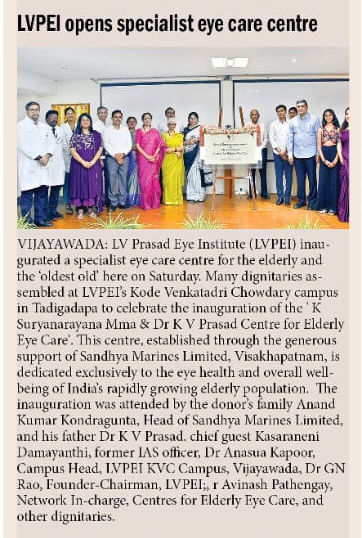 LVPEI opens specialist eye care centre
VIJAYAWADA: LV Prasad Eye Institute (LVPEI) inau-
gurated a specialist eye care centre for the elderly and
the 'oldest old' here on Saturday. Many dignitaries as-
sembled at LVPEI's Kode Venkatadri Chowdary campus
in Tadigadapa to celebrate the inauguration of the ' K
Suryanarayana Mma & Dr K V Prasad Centre for Elderly
Eye Care'. This centre, established through the generous
support of Sandhya Marines Limited, Visakhapatnam, is
dedicated exclusively to the eye health and overall well-
being of India's rapidly growing elderly population. The
inauguration was attended by the donor's family Anand
Kumar Kondragunta, Head of Sandhya Marines Limited,
and his father Dr K V Prasad. chief guest Kasaraneni
Damayanthi, former IAS officer, Dr Anasua Kapoor,
Campus Head, LVPEI KVC Campus, Vijayawada, Dr GN
Rao, Founder-Chairman, LVPEI;, r Avinash Pathengay,
Network In-charge, Centres for Elderly Eye Care, and
other dignitaries.